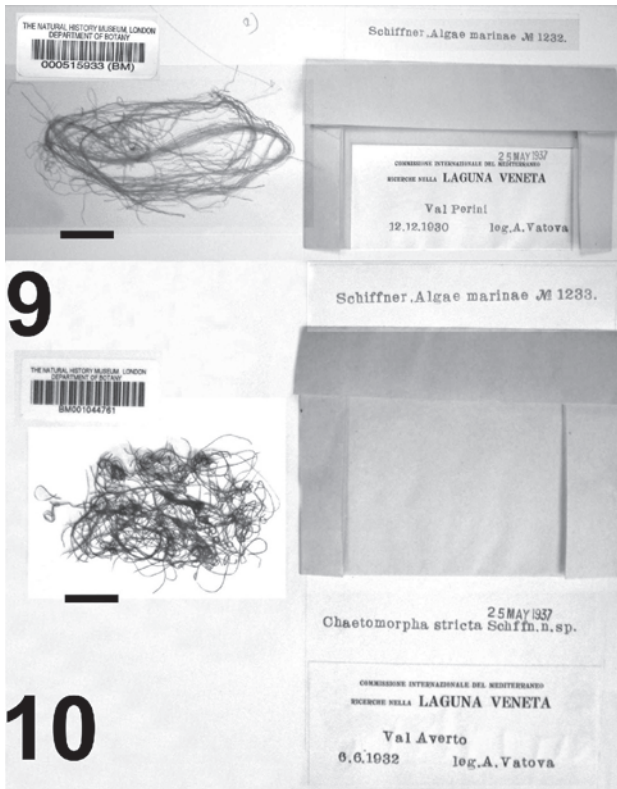 THE NATURAL HISTORY MUSEUM, LONDON
DEPARTMENT OF BOTANY
000515933 (BM)
a)
Schiffner.Algae marinae № 1232.
25 MAY 1937
COMMISSIONE INTERNAZIONALE DEL MEDITERRANEO
RICERCHE NELLA LAGUNA VENETA
Val Perini
12.12.1930 leg.A.Vatova
9
Schiffner.Algae marinae № 1233.
THE NATURAL HISTORY MUSEUM, LONDON
DEPARTMENT OF BOTANY
BM001044761
25 MAY 1937
Chaetomorpha stricta Schffn.n.sp.
COMMISSIONE INTERNAZIONALE DEL MEDITERRANEO
RICERCHE NELLA LAGUNA VENETA
Val Averto
6.6.1932 leg.A.Vatova
10